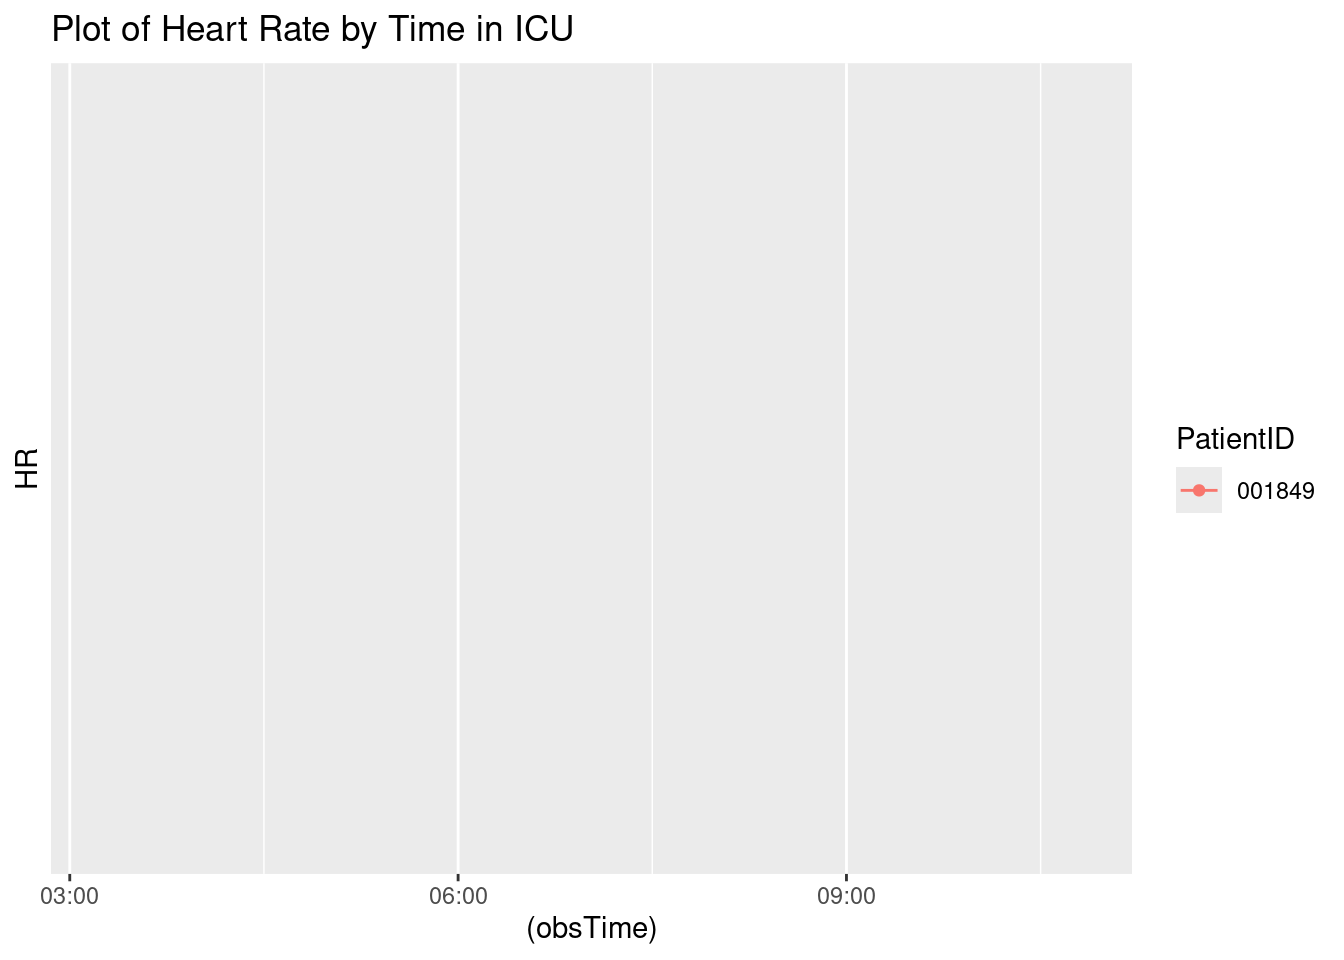 Plot of Heart Rate by Time in ICU
HR
PatientID
001849
03:00
06:00
09:00
(obsTime)